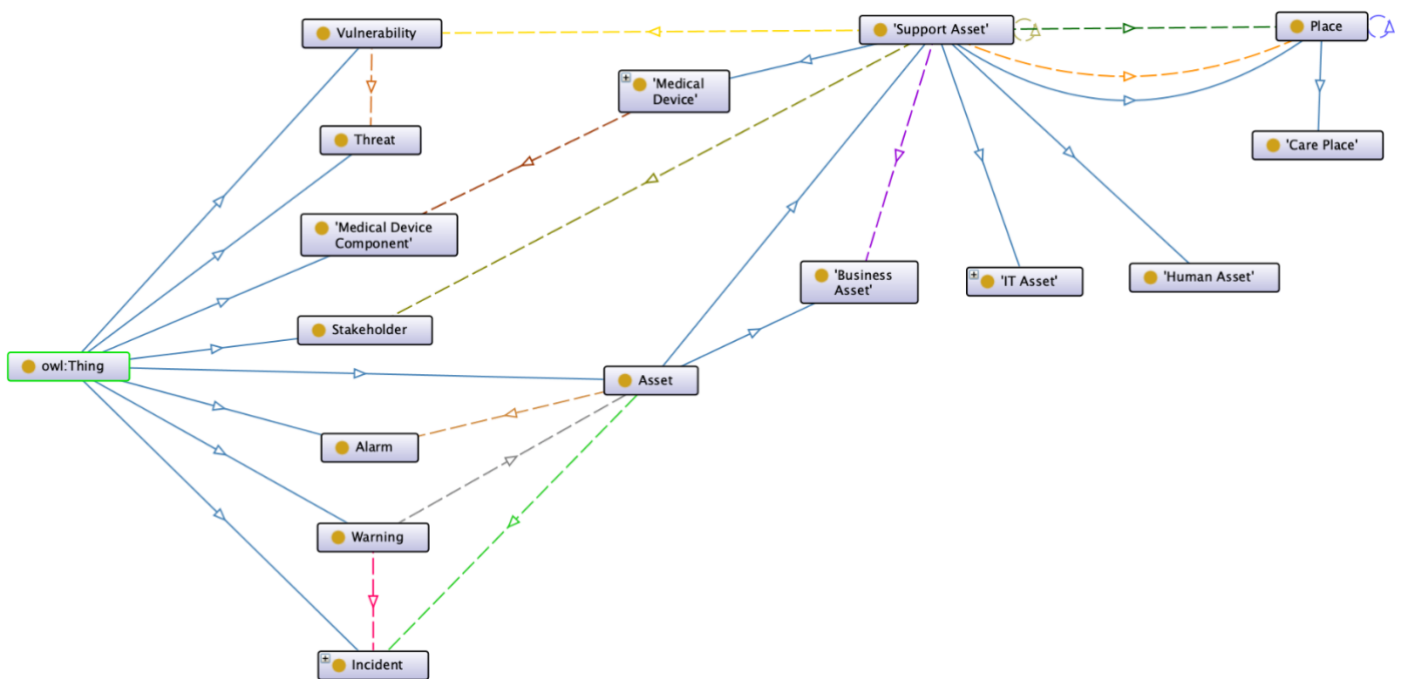 Vulnerability
'Support Asset'
Place
'Medical
Device'
Threat
'Care Place'
'Medical Device
Component'
'Business
Asset'
'IT Asset'
'Human Asset'
Stakeholder
owl:Thing
Asset
Alarm
Warning
Incident